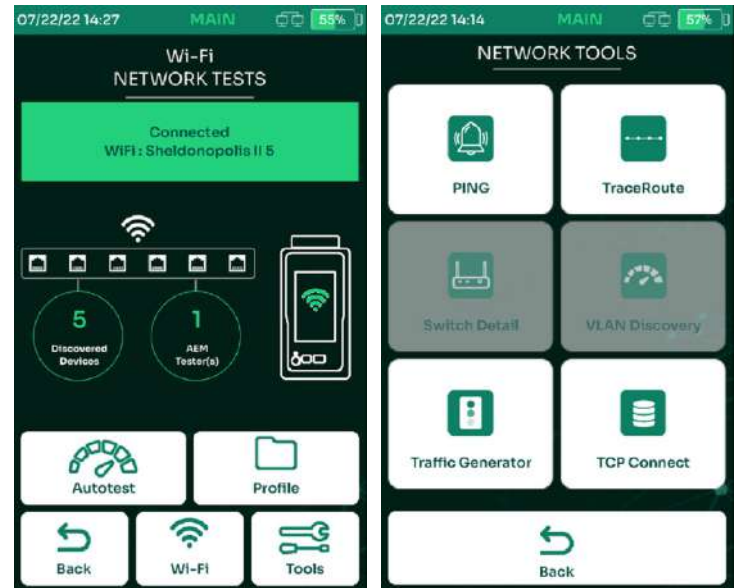 07/22/22 14:27 MAIN 55%
Wi-Fi
NETWORK TESTS
Connected
WiFi : Sheldonopolis II 5
5
Discovered
Devices
1
AEM
Tester(s)
Autotest
Profile
Back
Wi-Fi
Tools
07/22/22 14:14 MAIN 57%
NETWORK TOOLS
PING
TraceRoute
Switch Detail
VLAN Discovery
Traffic Generator
TCP Connect
Back